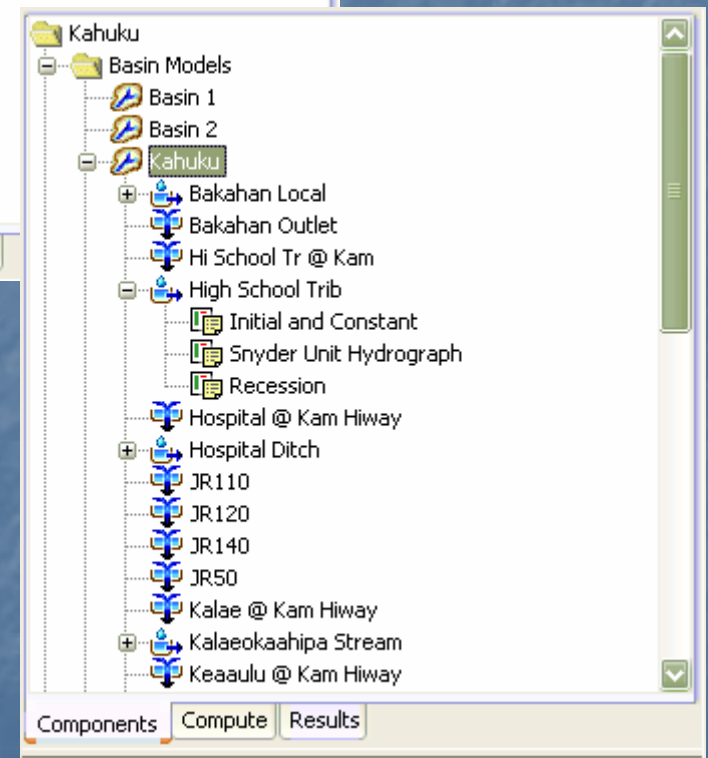 Kahuku
Basin Models
Basin 1
Basin 2
Kahuku
Bakahan Local
Bakahan Outlet
Hi School Tr @ Kam
High School Trib
Initial and Constant
Snyder Unit Hydrograph
Recession
Hospital @ Kam Hiway
Hospital Ditch
JR110
JR120
JR140
JR50
Kalae @ Kam Hiway
Kalaeokaahipa Stream
Keaaulu @ Kam Hiway
Components Compute Results